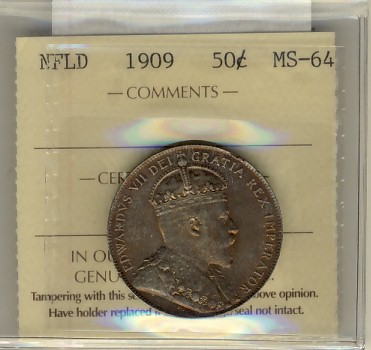 NFLD 1909 50¢ MS-64
— COMMENTS —
— CER
EDWARDVS VII DEI GRATIA REX IMPERATOR
IN OU
GENU
Tampering with this se ove opinion.
Have holder replaced seal not intact.